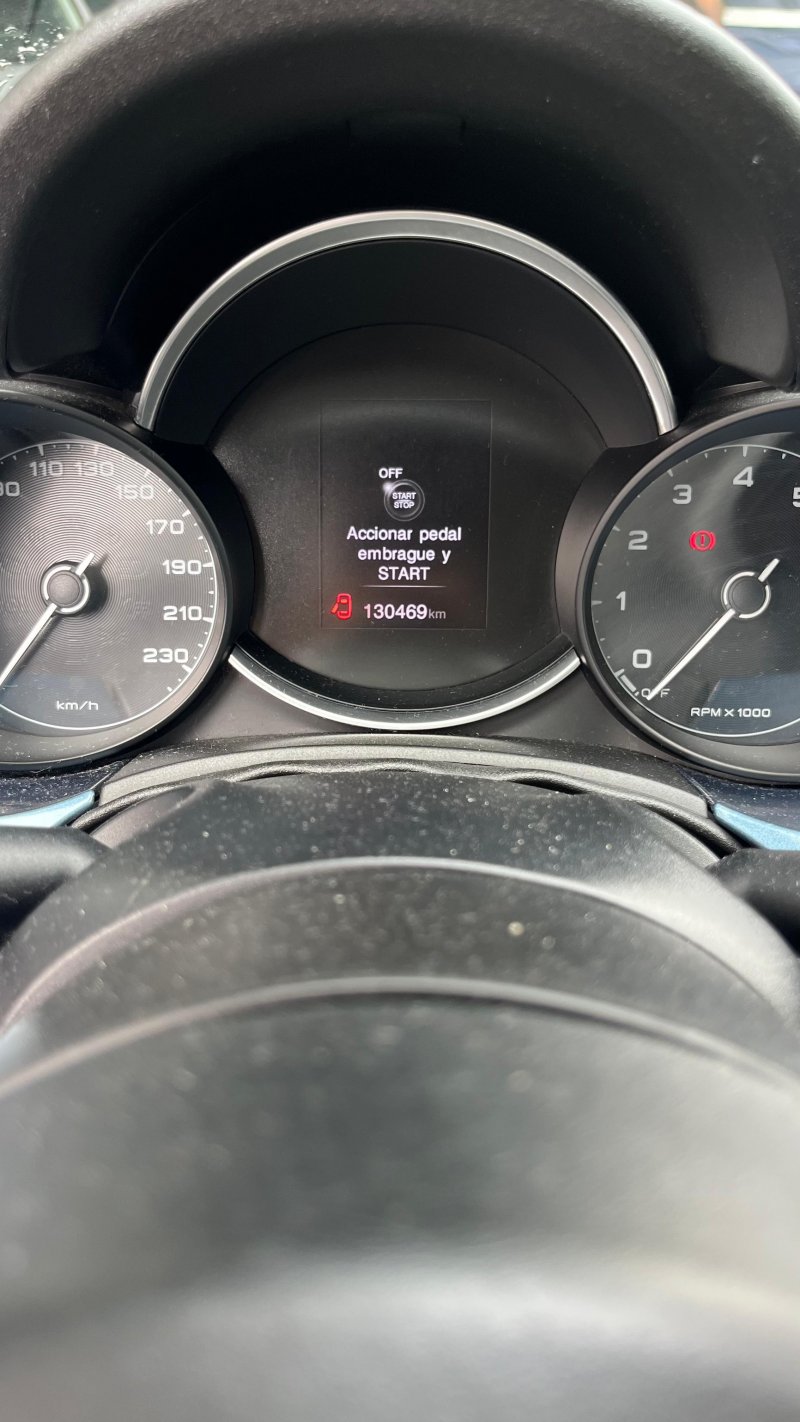 OFF
START
STOP
Accionar pedal
embrague y
START
130469km
110 130
150
170
190
210
230
km/h
0
1
2
3
4
RPM X 1000